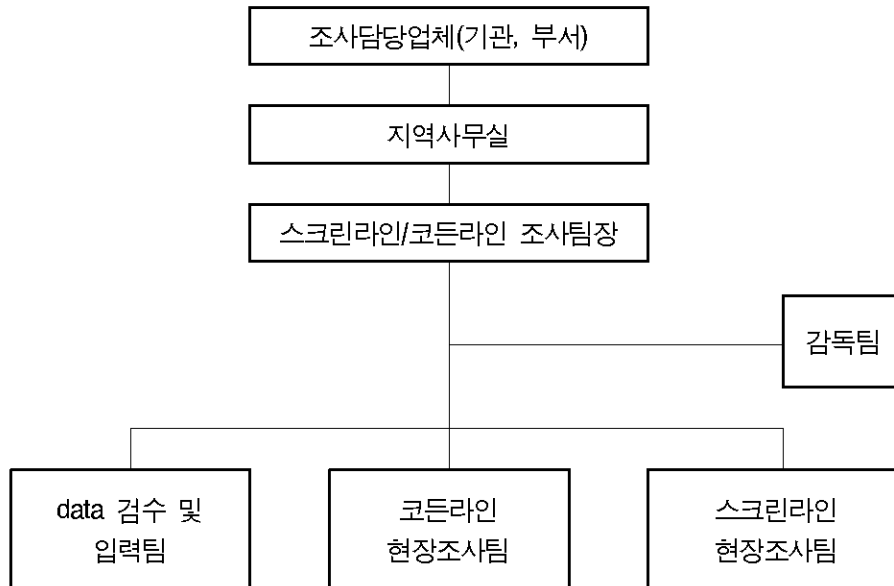 조사담당업체(기관, 부서)
지역사무실
스크린라인/코든라인 조사팀장
감독팀
data 검수 및
입력팀
코든라인
현장조사팀
스크린라인
현장조사팀